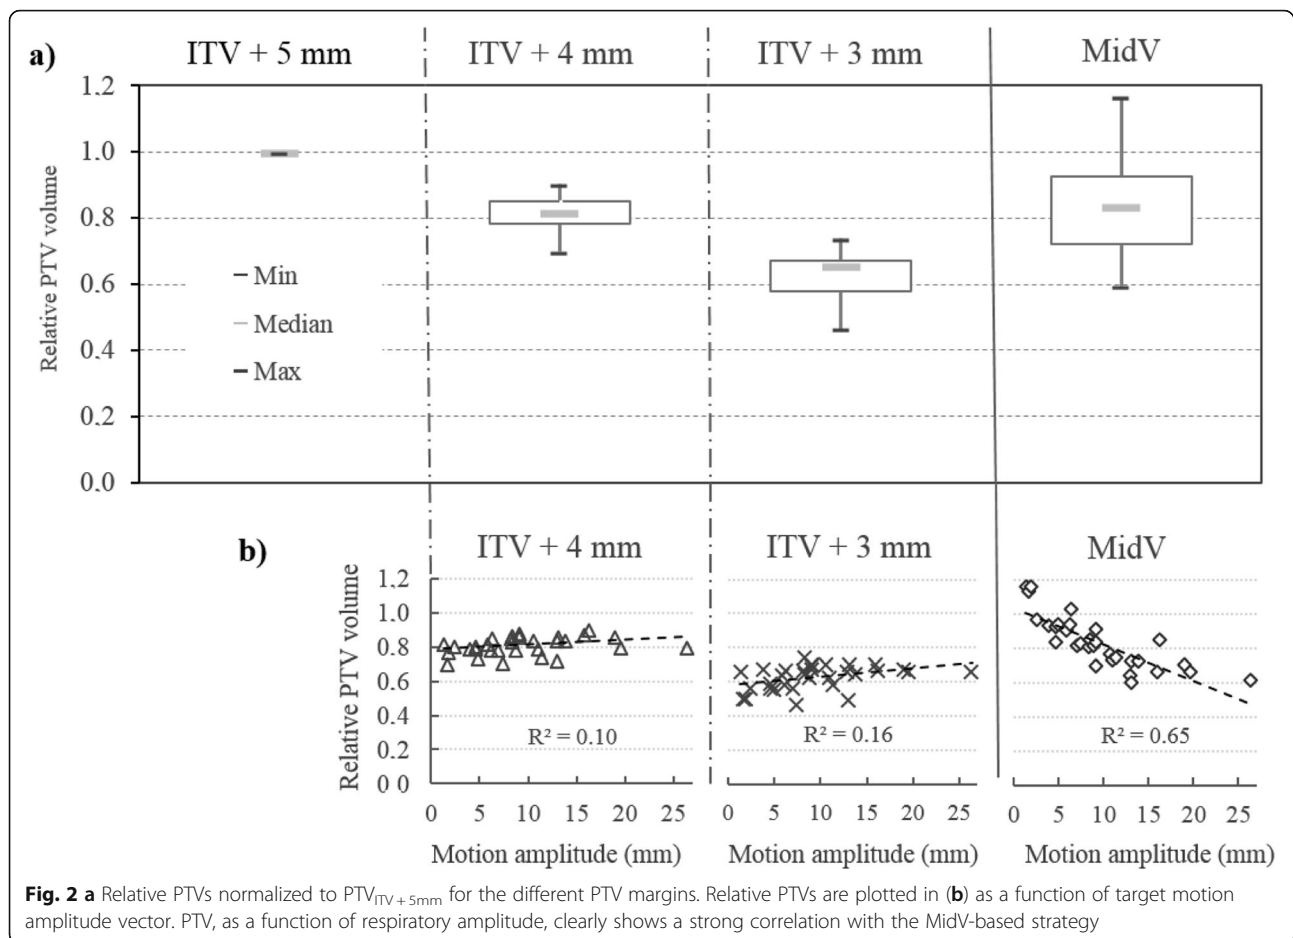 a)
ITV + 5 mm ITV + 4 mm ITV + 3 mm MidV
Relative PTV volume
1.2
1.0
0.8
0.6
0.4
0.2
0.0
Min
Median
Max
b)
ITV + 4 mm ITV + 3 mm MidV
Relative PTV volume
1.2
1.0
0.8
0.6
0.4
0.2
0 0
R² = 0.10 R² = 0.16 R² = 0.65
0 5 10 15 20 25 0 5 10 15 20 25 0 5 10 15 20 25
Motion amplitude (mm) Motion amplitude (mm) Motion amplitude (mm)
Fig. 2 a Relative PTVs normalized to PTV_ITV + 5mm for the different PTV margins. Relative PTVs are plotted in (b) as a function of target motion
amplitude vector. PTV, as a function of respiratory amplitude, clearly shows a strong correlation with the MidV-based strategy